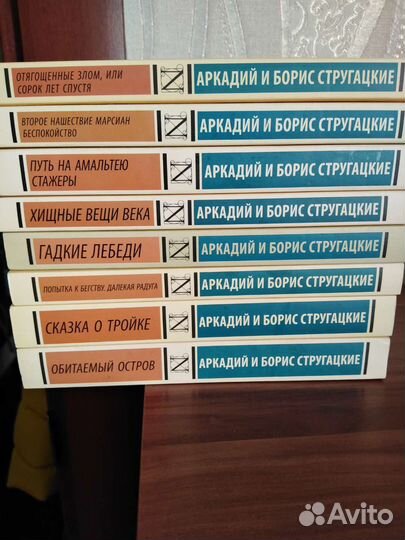 ОТЯГОЩЕННЫЕ ЗЛОМ, ИЛИ
СОРОК ЛЕТ СПУСТЯ
АРКАДИЙ И БОРИС СТРУГАЦКИЕ
ВТОРОЕ НАШЕСТВИЕ МАРСИАН
БЕСПОКОЙСТВО
АРКАДИЙ И БОРИС СТРУГАЦКИЕ
ПУТЬ НА АМАЛЬТЕЮ
СТАЖЕРЫ
АРКАДИЙ И БОРИС СТРУГАЦКИЕ
ХИЩНЫЕ ВЕЩИ ВЕКА
АРКАДИЙ И БОРИС СТРУГАЦКИЕ
ГАДКИЕ ЛЕБЕДИ
АРКАДИЙ И БОРИС СТРУГАЦКИЕ
ПОПЫТКА К БЕГСТВУ. ДАЛЕКАЯ РАДУГА
АРКАДИЙ И БОРИС СТРУГАЦКИЕ
СКАЗКА О ТРОЙКЕ
АРКАДИЙ И БОРИС СТРУГАЦКИЕ
ОБИТАЕМЫЙ ОСТРОВ
АРКАДИЙ И БОРИС СТРУГАЦКИЕ
Avito